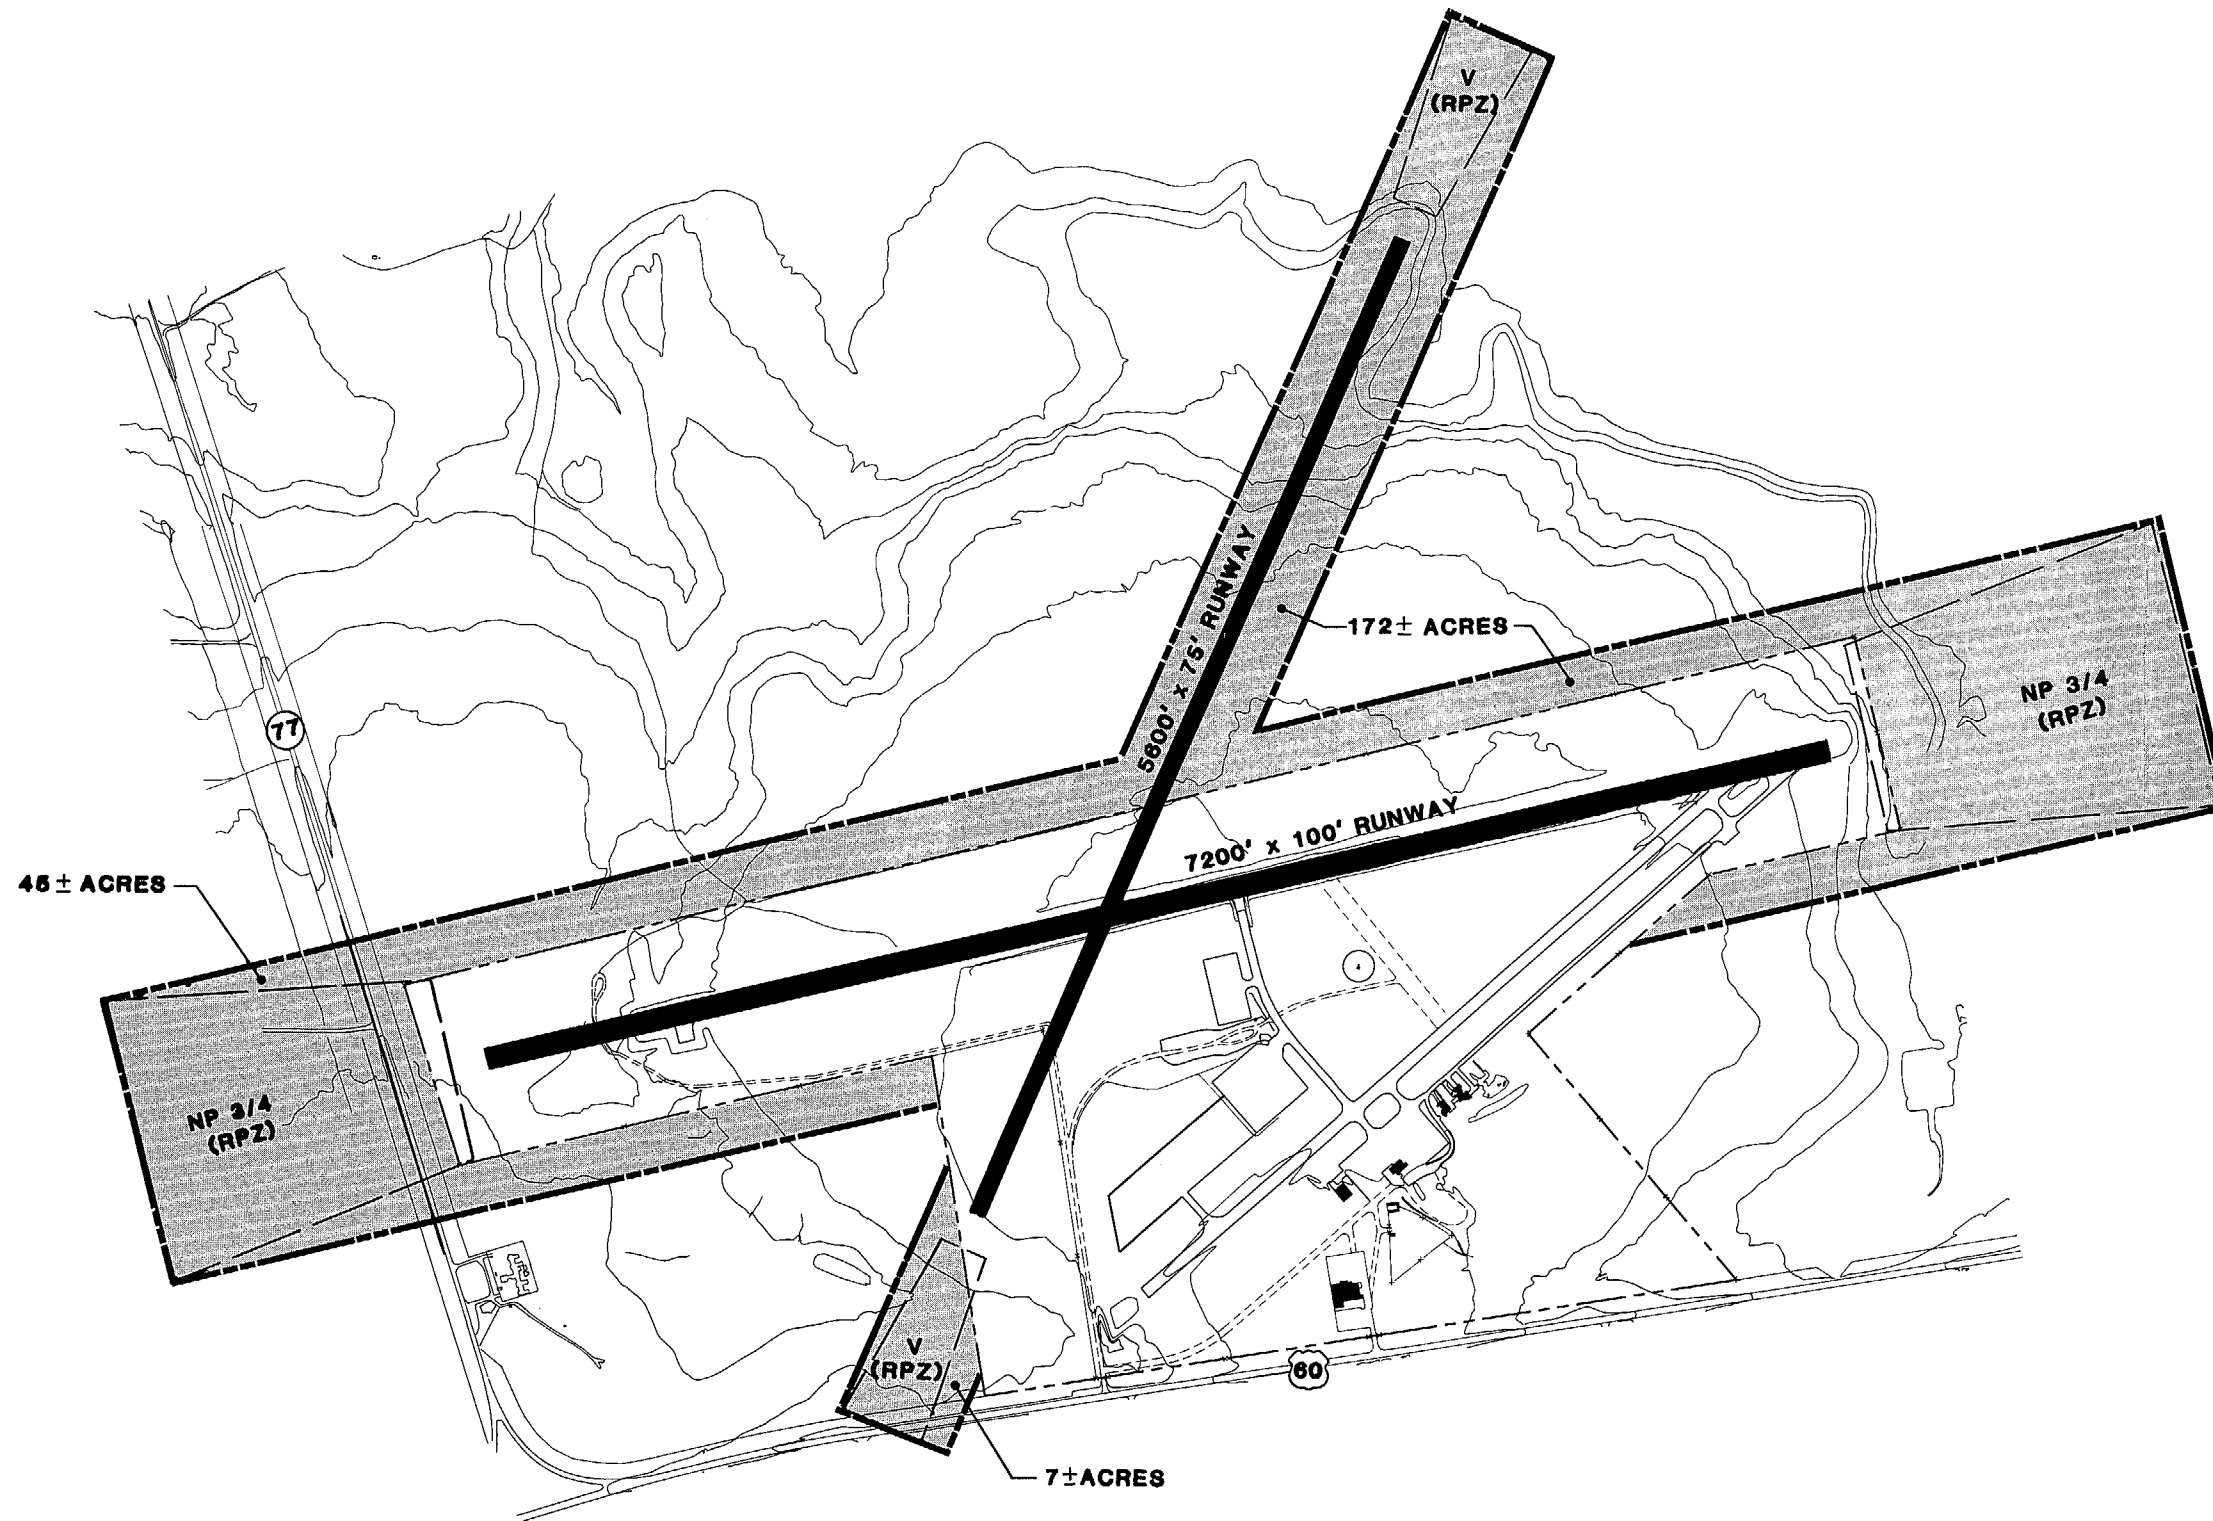 V
(RPZ)
5600' x 75' RUNWAY
172± ACRES
NP 3/4
(RPZ)
77
7200' x 100' RUNWAY
45± ACRES
NP 3/4
(RPZ)
V
(RPZ)
60
7±ACRES